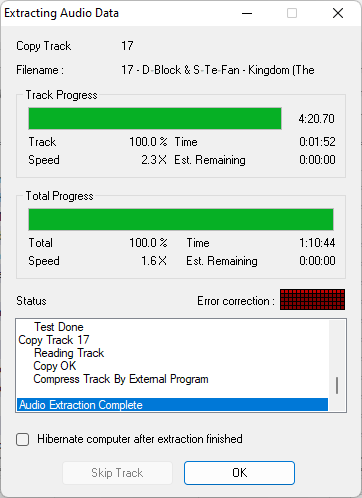 Extracting Audio Data
Copy Track 17
Filename : 17 - D-Block & S-Te-Fan - Kingdom (The
Track Progress
4:20.70
Track 100.0 % Time 0:01:52
Speed 2.3 X Est. Remaining 0:00:00
Total Progress
Total 100.0 % Time 1:10:44
Speed 1.6 X Est. Remaining 0:00:00
Status Error correction :
Test Done
Copy Track 17
Reading Track
Copy OK
Compress Track By External Program
Audio Extraction Complete
Hibernate computer after extraction finished
Skip Track OK